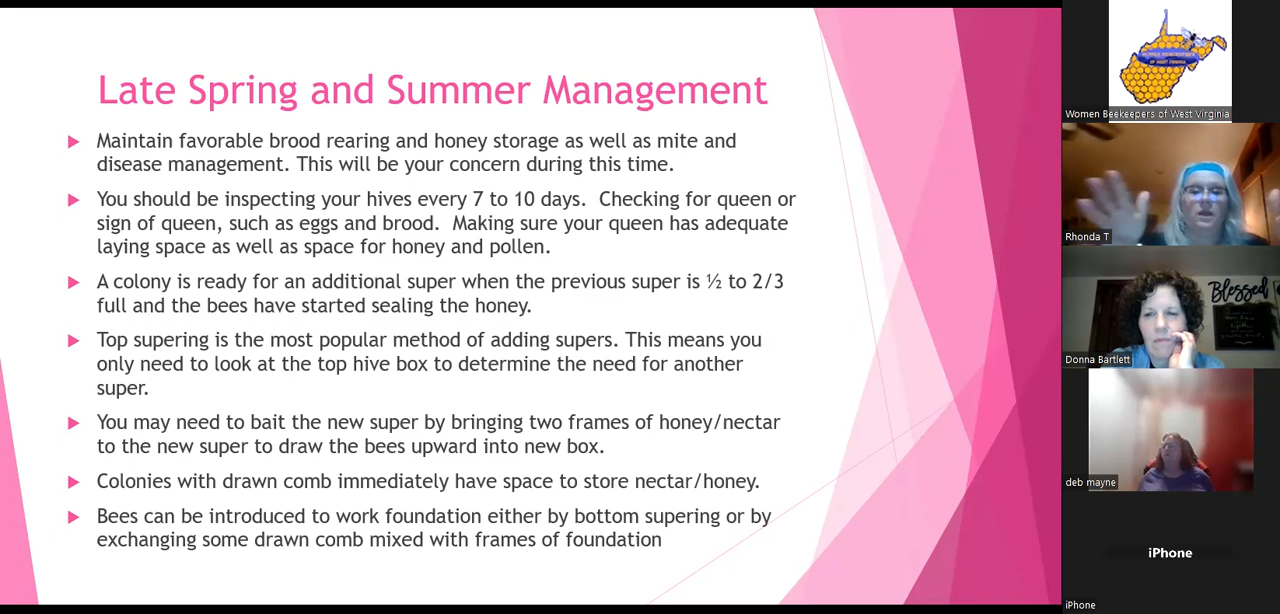 Late Spring and Summer Management
Maintain favorable brood rearing and honey storage as well as mite and
disease management. This will be your concern during this time.
You should be inspecting your hives every 7 to 10 days.  Checking for queen or
sign of queen, such as eggs and brood.  Making sure your queen has adequate
laying space as well as space for honey and pollen.
A colony is ready for an additional super when the previous super is ½ to 2/3
full and the bees have started sealing the honey.
Top supering is the most popular method of adding supers. This means you
only need to look at the top hive box to determine the need for another
super.
You may need to bait the new super by bringing two frames of honey/nectar
to the new super to draw the bees upward into new box.
Colonies with drawn comb immediately have space to store nectar/honey.
Bees can be introduced to work foundation either by bottom supering or by
exchanging some drawn comb mixed with frames of foundation
Women Beekeepers of West Virginia
Rhonda T
Blessed
Donna Bartlett
deb mayne
iPhone
iPhone